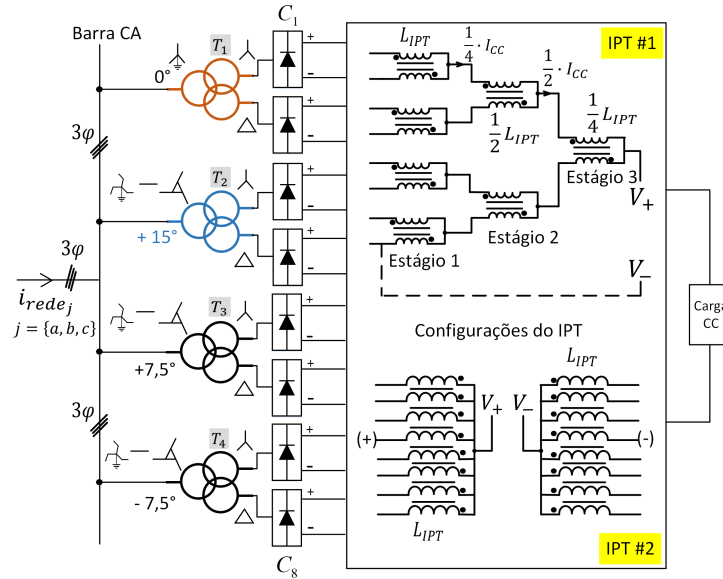 Barra CA
0°
T₁
C₁
+
-
+
-
3φ
T₂
+ 15°
+
-
+
-
3φ
i_rede_j
j = {a, b, c}
T₃
+7,5°
+
-
+
-
3φ
T₄
- 7,5°
+
-
+
-
C₈
IPT #1
L_IPT
1/4 · I_CC
1/2 · I_CC
1/2 L_IPT
1/4 L_IPT
Estágio 3
V₊
Estágio 2
Estágio 1
V₋
Configurações do IPT
L_IPT
V₊
V₋
(+)
(-)
L_IPT
IPT #2
Carga
CC